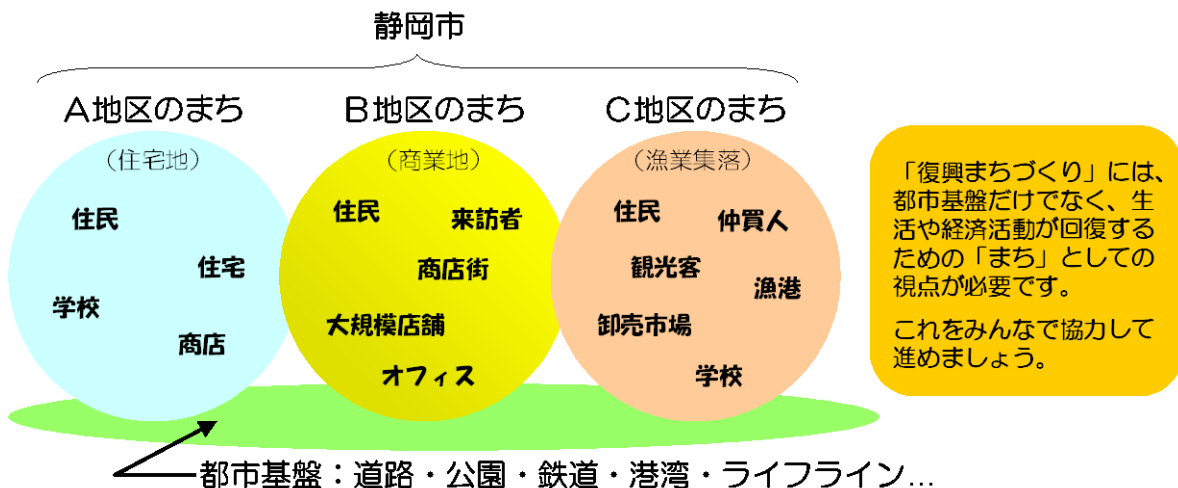 静岡市
A地区のまち
B地区のまち
C地区のまち
（住宅地）
住民
住宅
学校
商店
（商業地）
住民
来訪者
商店街
大規模店舗
オフィス
（漁業集落）
住民
仲買人
観光客
漁港
卸売市場
学校
「復興まちづくり」には、
都市基盤だけでなく、生
活や経済活動が回復する
ための「まち」としての
視点が必要です。
これをみんなで協力して
進めましょう。
都市基盤：道路・公園・鉄道・港湾・ライフライン…